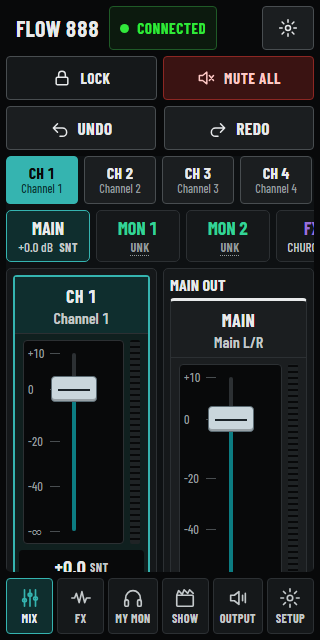 FLOW 888
CONNECTED
LOCK
MUTE ALL
UNDO
REDO
CH 1
Channel 1
CH 2
Channel 2
CH 3
Channel 3
CH 4
Channel 4
MAIN
+0.0 dB SNT
MON 1
UNK
MON 2
UNK
CH 1
Channel 1
+10
0
-20
-40
-∞
+0.0 SNT
MAIN OUT
MAIN
Main L/R
+10
0
-20
-40
MIX
FX
MY MON
SHOW
OUTPUT
SETUP